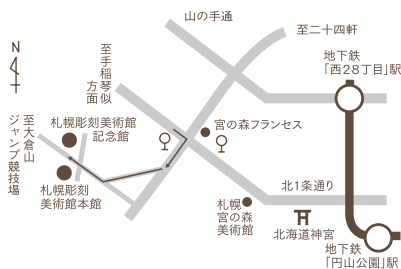 山の手通
至二十四軒
N
至手稲琴似
方面
地下鉄
「西28丁目」駅
至大倉山
ジャンプ競技場
札幌彫刻美術館
記念館
宮の森フランセス
札幌彫刻
美術館本館
北1条通り
札幌
宮の森
美術館
北海道神宮
地下鉄
「円山公園」駅